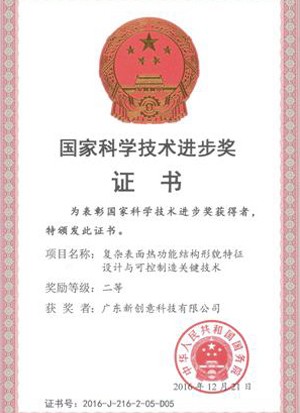 国家科学技术进步奖
证 书
为表彰国家科学技术进步奖获得者，
特颁发此证书。
项目名称：复杂表面热功能结构形貌特征
设计与可控制造关键技术
奖励等级：二等
获 奖 者：广东新创意科技有限公司
中华人民共和国国务院
2016年12月21日
证书号：2016-J-216-2-05-D05